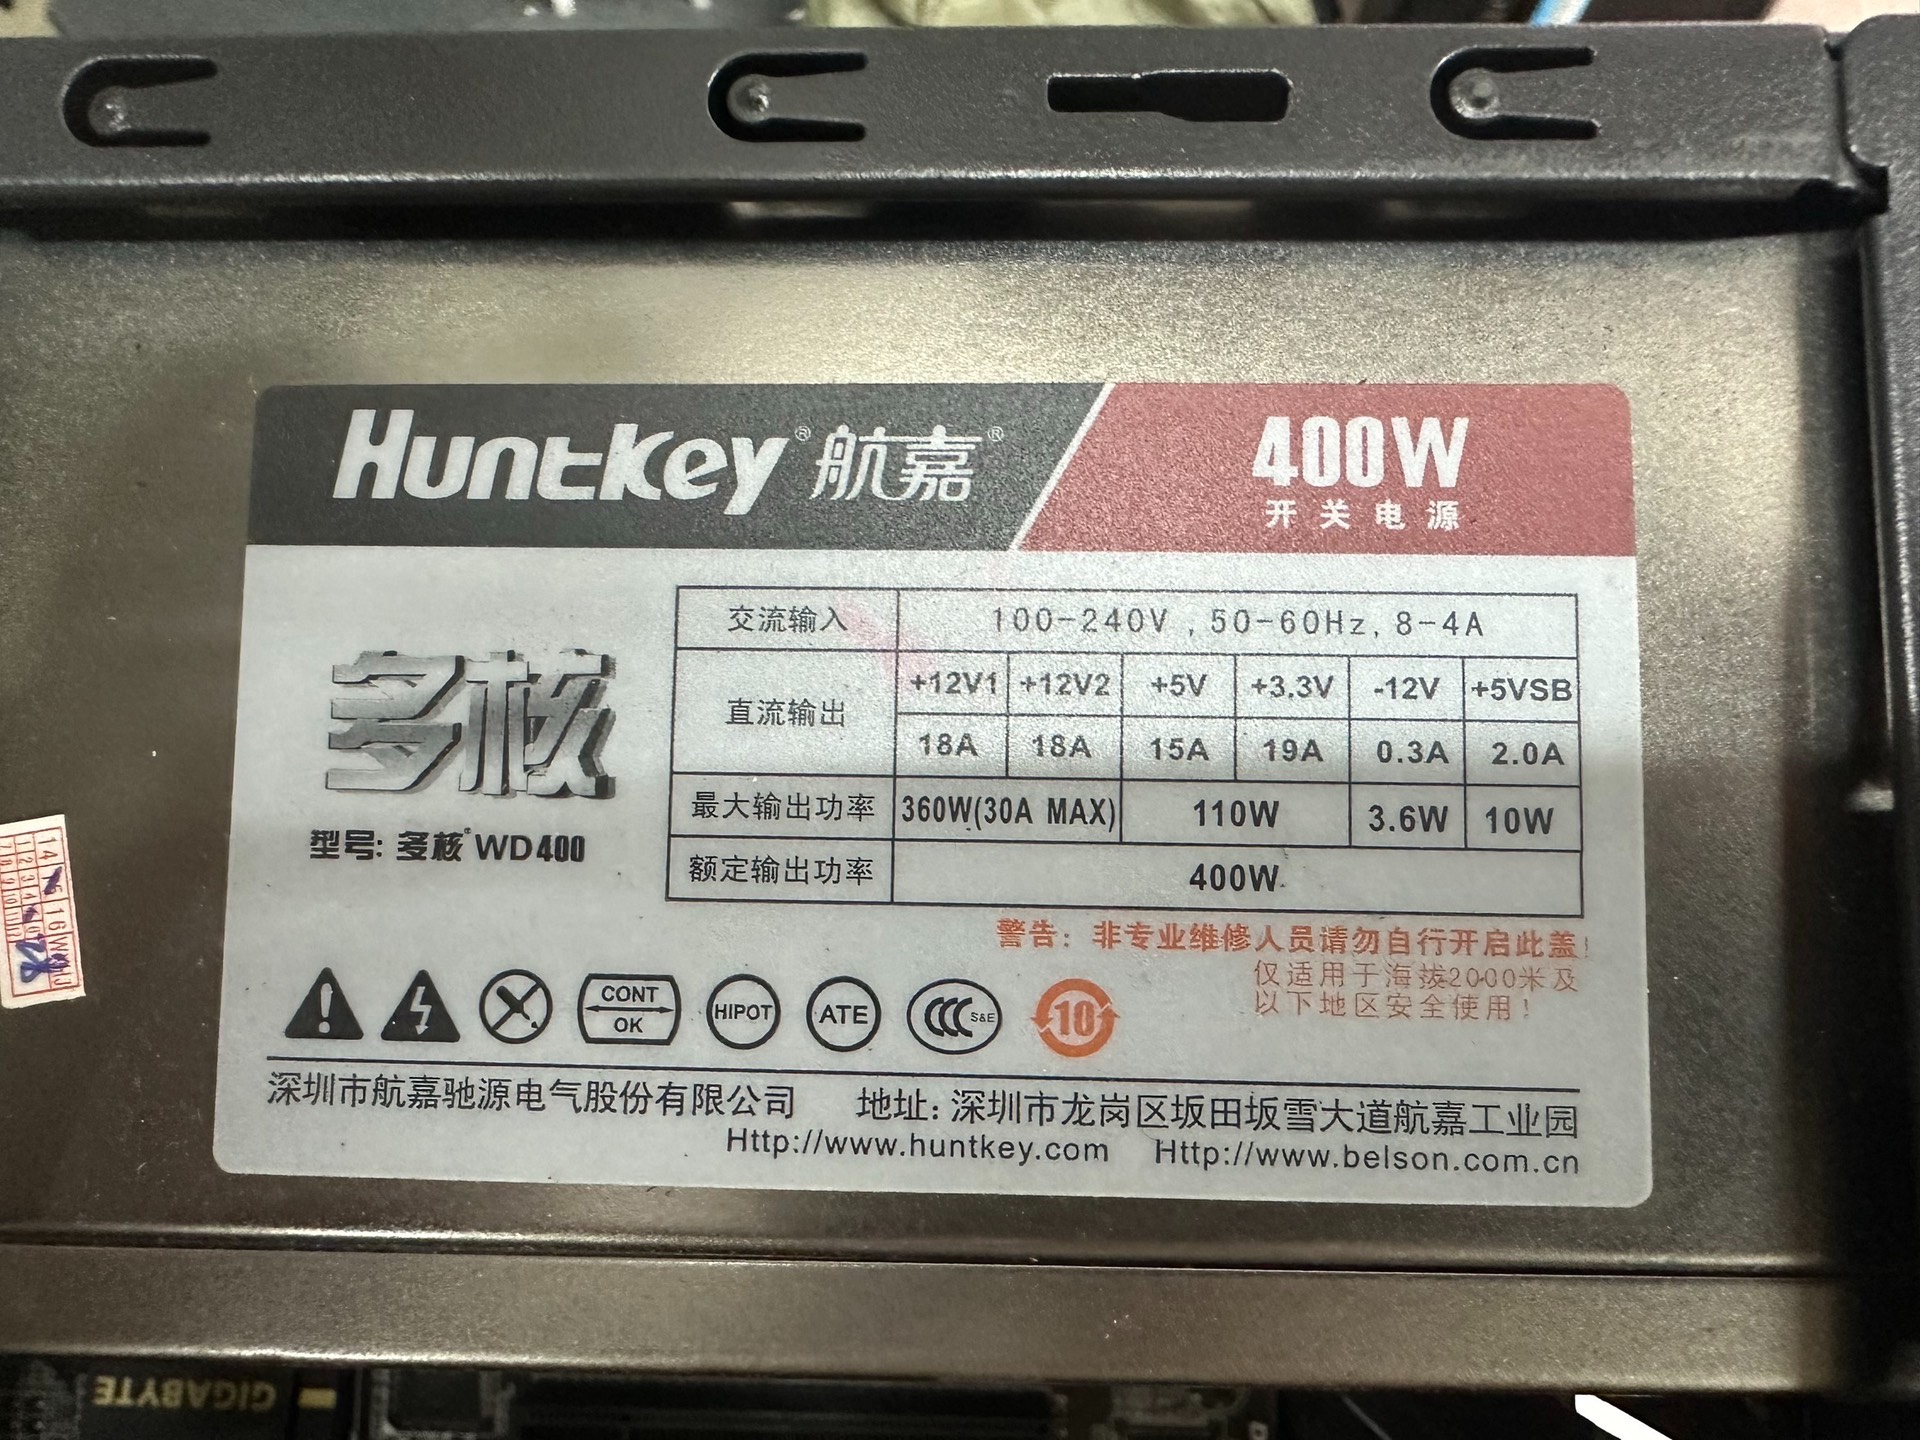 Huntkey® 航嘉®
400W
开关电源
交流输入 100-240V , 50-60Hz, 8-4A
直流输出 +12V1 +12V2 +5V +3.3V -12V +5VSB
18A 18A 15A 19A 0.3A 2.0A
最大输出功率 360W(30A MAX) 110W 3.6W 10W
额定输出功率 400W
多核
型号: 多核 WD400
警告: 非专业维修人员请勿自行开启此盖!
仅适用于海拔2000米及
以下地区安全使用!
CONT
OK
HIPOT
ATE
CCC S&E
10
深圳市航嘉驰源电气股份有限公司 地址: 深圳市龙岗区坂田坂雪大道航嘉工业园
Http://www.huntkey.com Http://www.belson.com.cn
GIGABYTE